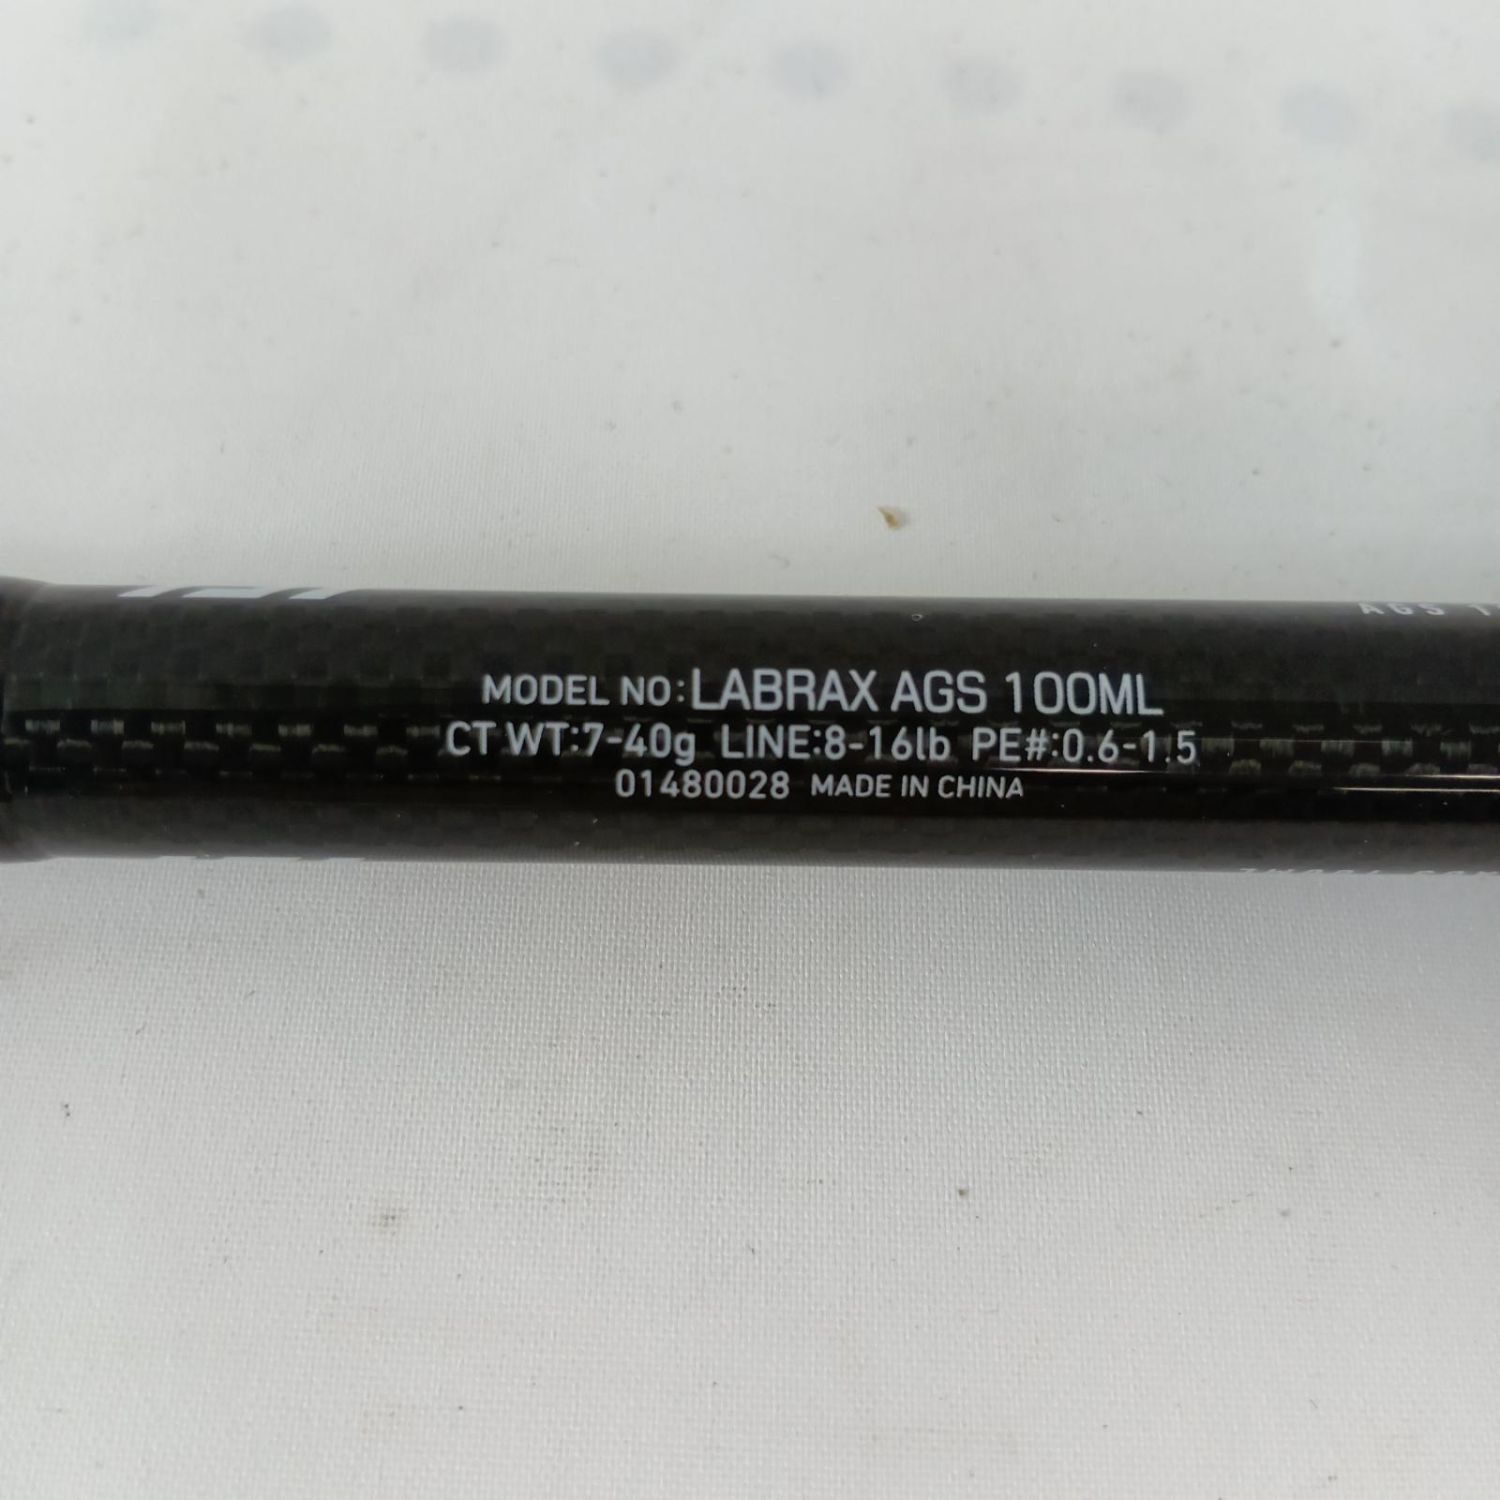 AGS
MODEL NO:LABRAX AGS 100ML
CT WT:7-40g LINE:8-16lb PE#:0.6-1.5
01480028 MADE IN CHINA